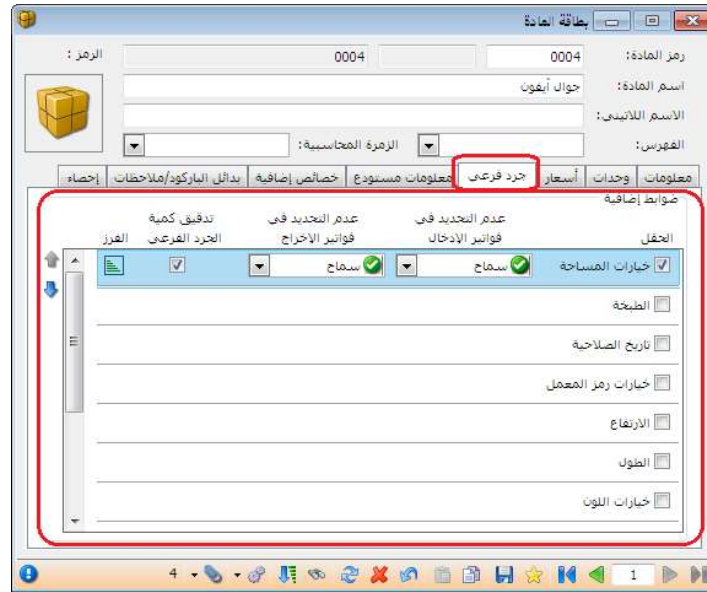 بطاقة المادة
رمز المادة: 0004 0004 الرمز :
اسم المادة: جوال آيفون
الاسم اللاتيني:
الفهرس: الزمرة المحاسبية:
معلومات وحدات أسعار جرد فرعي معلومات مستودع خصائص إضافية بدائل الباركود/ملاحظات إحصاء
ضوابط إضافية
الحقل عدم التحديد في فواتير الإدخال عدم التحديد في فواتير الإخراج تدقيق كمية الجرد الفرعي الفرز
خيارات المساحة سماح سماح
الطبخة
تاريخ الصلاحية
خيارات رمز المعمل
الارتفاع
الطول
خيارات اللون
1 4